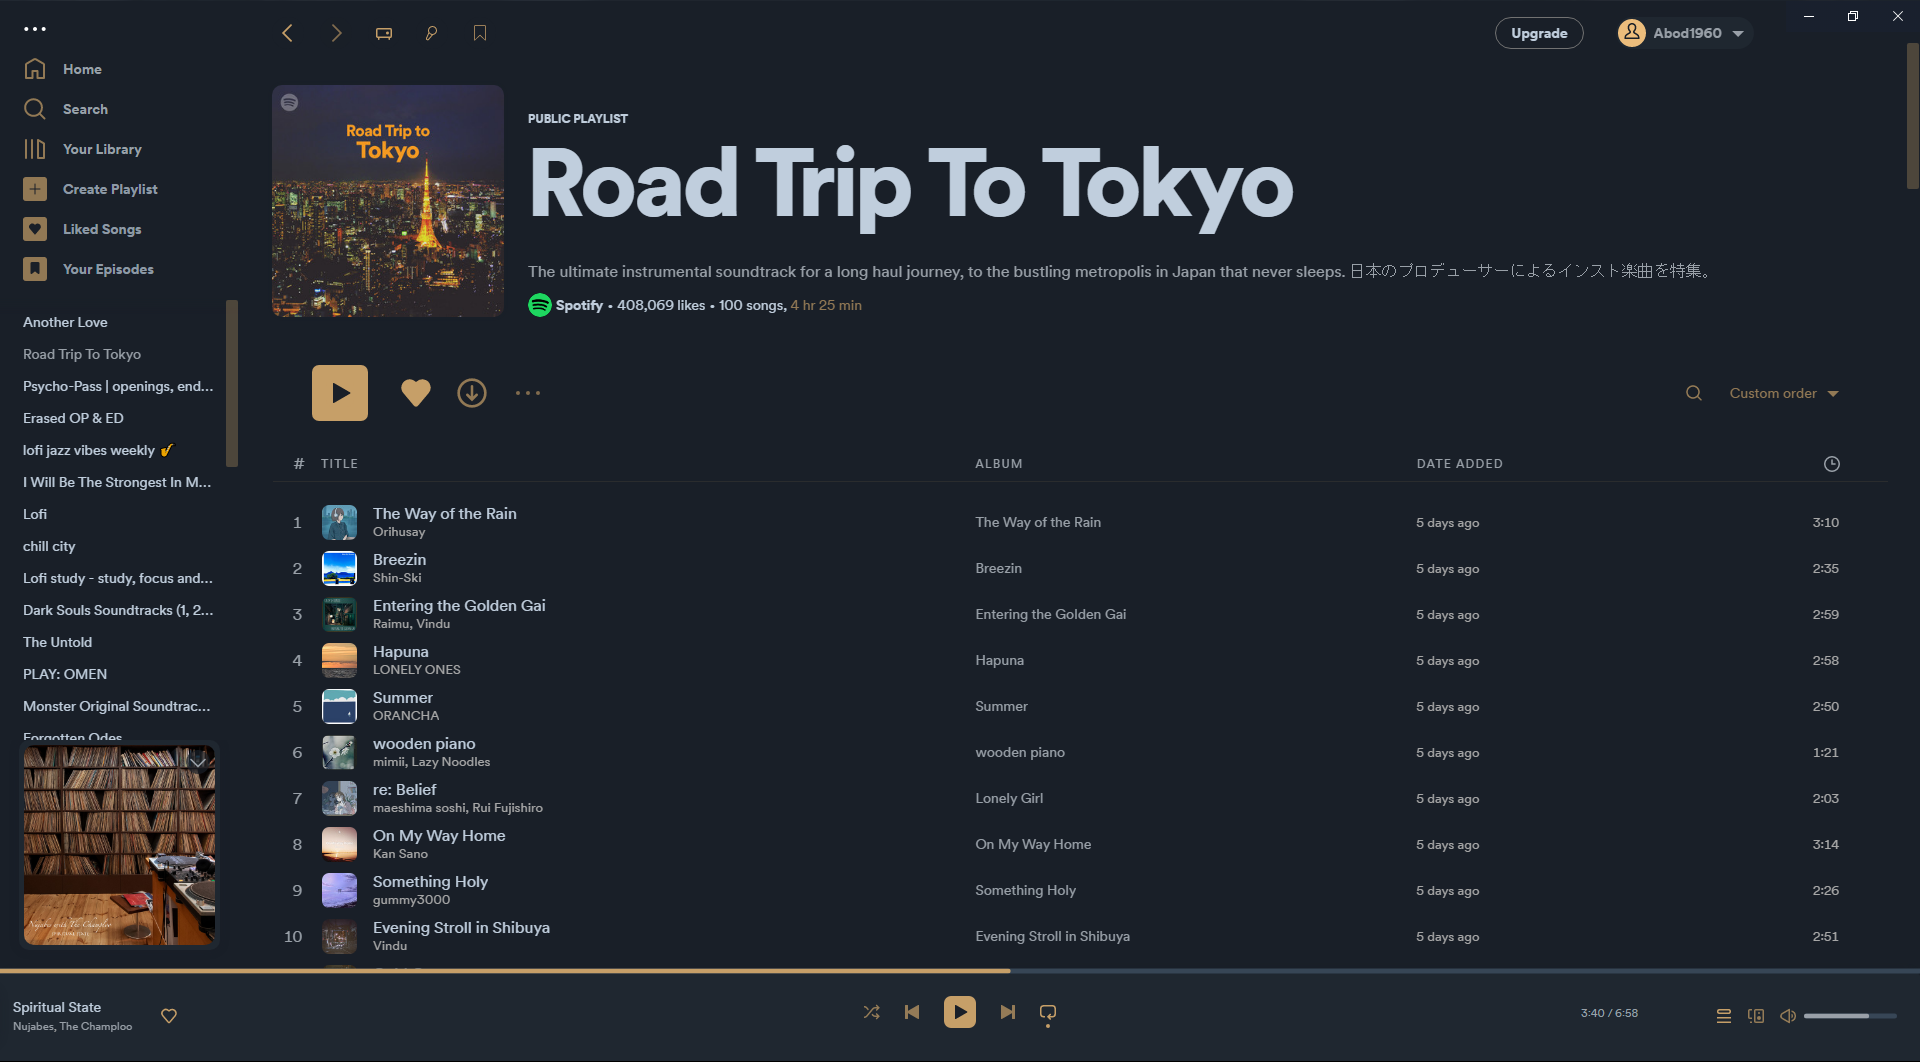 Upgrade
Abod1960
Home
Search
Your Library
Create Playlist
Liked Songs
Your Episodes
Another Love
Road Trip To Tokyo
Psycho-Pass | openings, end...
Erased OP & ED
lofi jazz vibes weekly 🎷
I Will Be The Strongest In M...
Lofi
chill city
Lofi study - study, focus and...
Dark Souls Soundtracks (1, 2...
The Untold
PLAY: OMEN
Monster Original Soundtrac...
Forgotten Odes
Road Trip to
Tokyo
PUBLIC PLAYLIST
Road Trip To Tokyo
The ultimate instrumental soundtrack for a long haul journey, to the bustling metropolis in Japan that never sleeps. 日本のプロデューサーによるインスト楽曲を特集。
Spotify • 408,069 likes • 100 songs, 4 hr 25 min
Custom order
# TITLE ALBUM DATE ADDED
1 The Way of the Rain The Way of the Rain 5 days ago 3:10
Orihusay
2 Breezin Breezin 5 days ago 2:35
Shin-Ski
3 Entering the Golden Gai Entering the Golden Gai 5 days ago 2:59
Raimu, Vindu
4 Hapuna Hapuna 5 days ago 2:58
LONELY ONES
5 Summer Summer 5 days ago 2:50
ORANCHA
6 wooden piano wooden piano 5 days ago 1:21
mimii, Lazy Noodles
7 re: Belief Lonely Girl 5 days ago 2:03
maeshima soshi, Rui Fujishiro
8 On My Way Home On My Way Home 5 days ago 3:14
Kan Sano
9 Something Holy Something Holy 5 days ago 2:26
gummy3000
10 Evening Stroll in Shibuya Evening Stroll in Shibuya 5 days ago 2:51
Vindu
Nujabes with The Champloo
Spiritual State
Nujabes, The Champloo
3:40 / 6:58